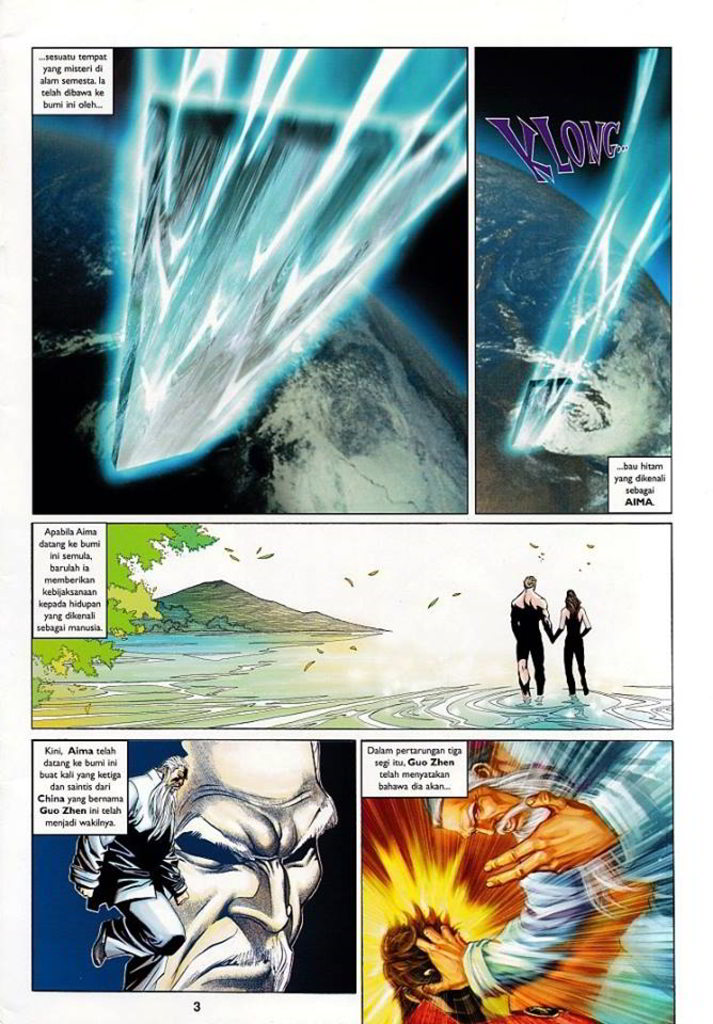 ...sesuatu tempat
yang misteri di
alam semesta. Ia
telah dibawa ke
bumi ini oleh...
KLONG...
...bau hitam
yang dikenali
sebagai
AIMA.
Apabila Aima
datang ke bumi
ini semula,
barulah ia
memberikan
kebijaksanaan
kepada hidupan
yang dikenali
sebagai manusia.
Kini, Aima telah
datang ke bumi ini
buat kali yang ketiga
dan saintis dari
China yang bernama
Guo Zhen ini telah
menjadi wakilnya.
Dalam pertarungan tiga
segi itu, Guo Zhen
telah menyatakan
bahawa dia akan...
3